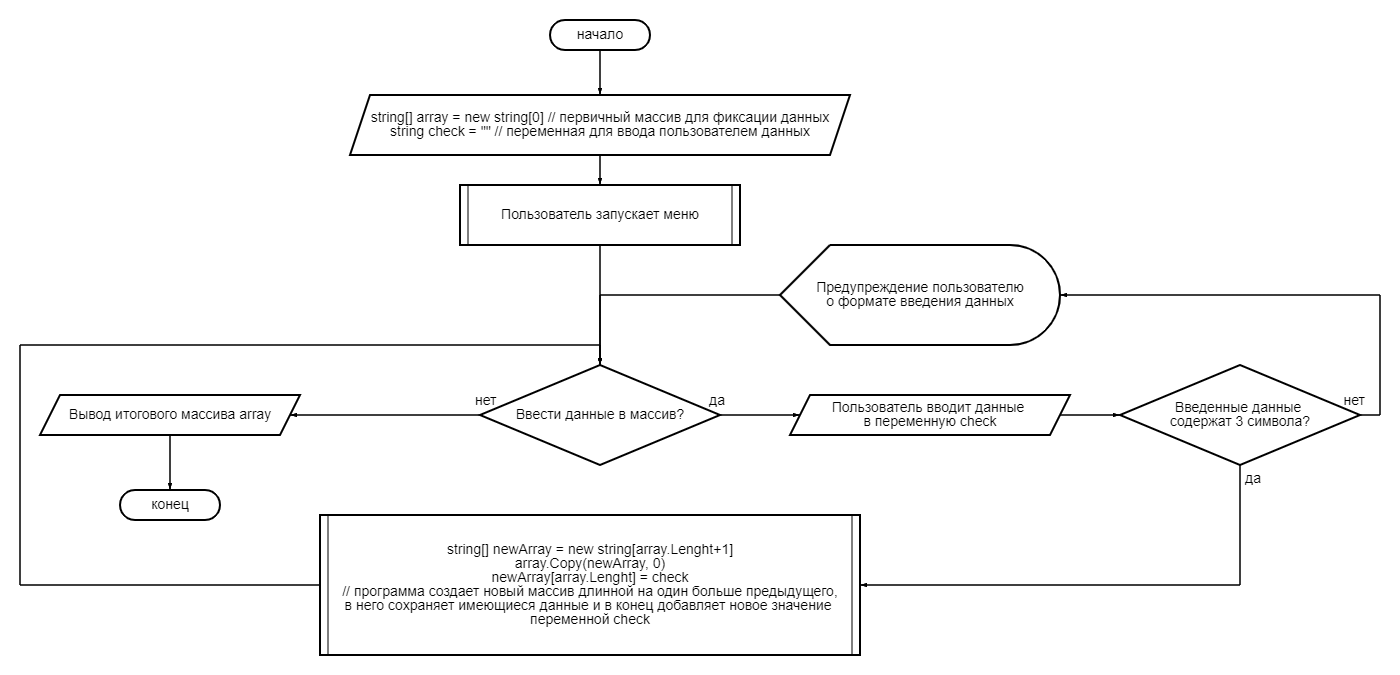 начало
string[] array = new string[0] // первичный массив для фиксации данных
string check = "" // переменная для ввода пользователем данных
Пользователь запускает меню
Предупреждение пользователю
о формате введения данных
нет
Ввести данные в массив?
да
Вывод итогового массива array
Пользователь вводит данные
в переменную check
Введенные данные
содержат 3 символа?
нет
да
конец
string[] newArray = new string[array.Lenght+1]
array.Copy(newArray, 0)
newArray[array.Lenght] = check
// программа создает новый массив длинной на один больше предыдущего,
в него сохраняет имеющиеся данные и в конец добавляет новое значение
переменной check